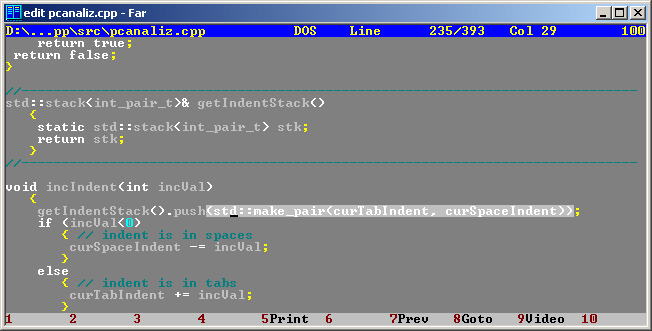 edit pcanaliz.cpp - Far
D:\...pp\src\pcanaliz.cpp DOS Line 235/393 Col 29 100
return true;
return false;
}
//------------------------------------------------------------------------------
std::stack<int_pair_t>& getIndentStack()
{
static std::stack<int_pair_t> stk;
return stk;
}
//------------------------------------------------------------------------------
void incIndent(int incVal)
{
getIndentStack().push(std::make_pair(curTabIndent, curSpaceIndent));
if (incVal<0)
{ // indent is in spaces
curSpaceIndent -= incVal;
}
else
{ // indent is in tabs
curTabIndent += incVal;
}
1 2 3 4 5Print 6 7Prev 8Goto 9Video 10